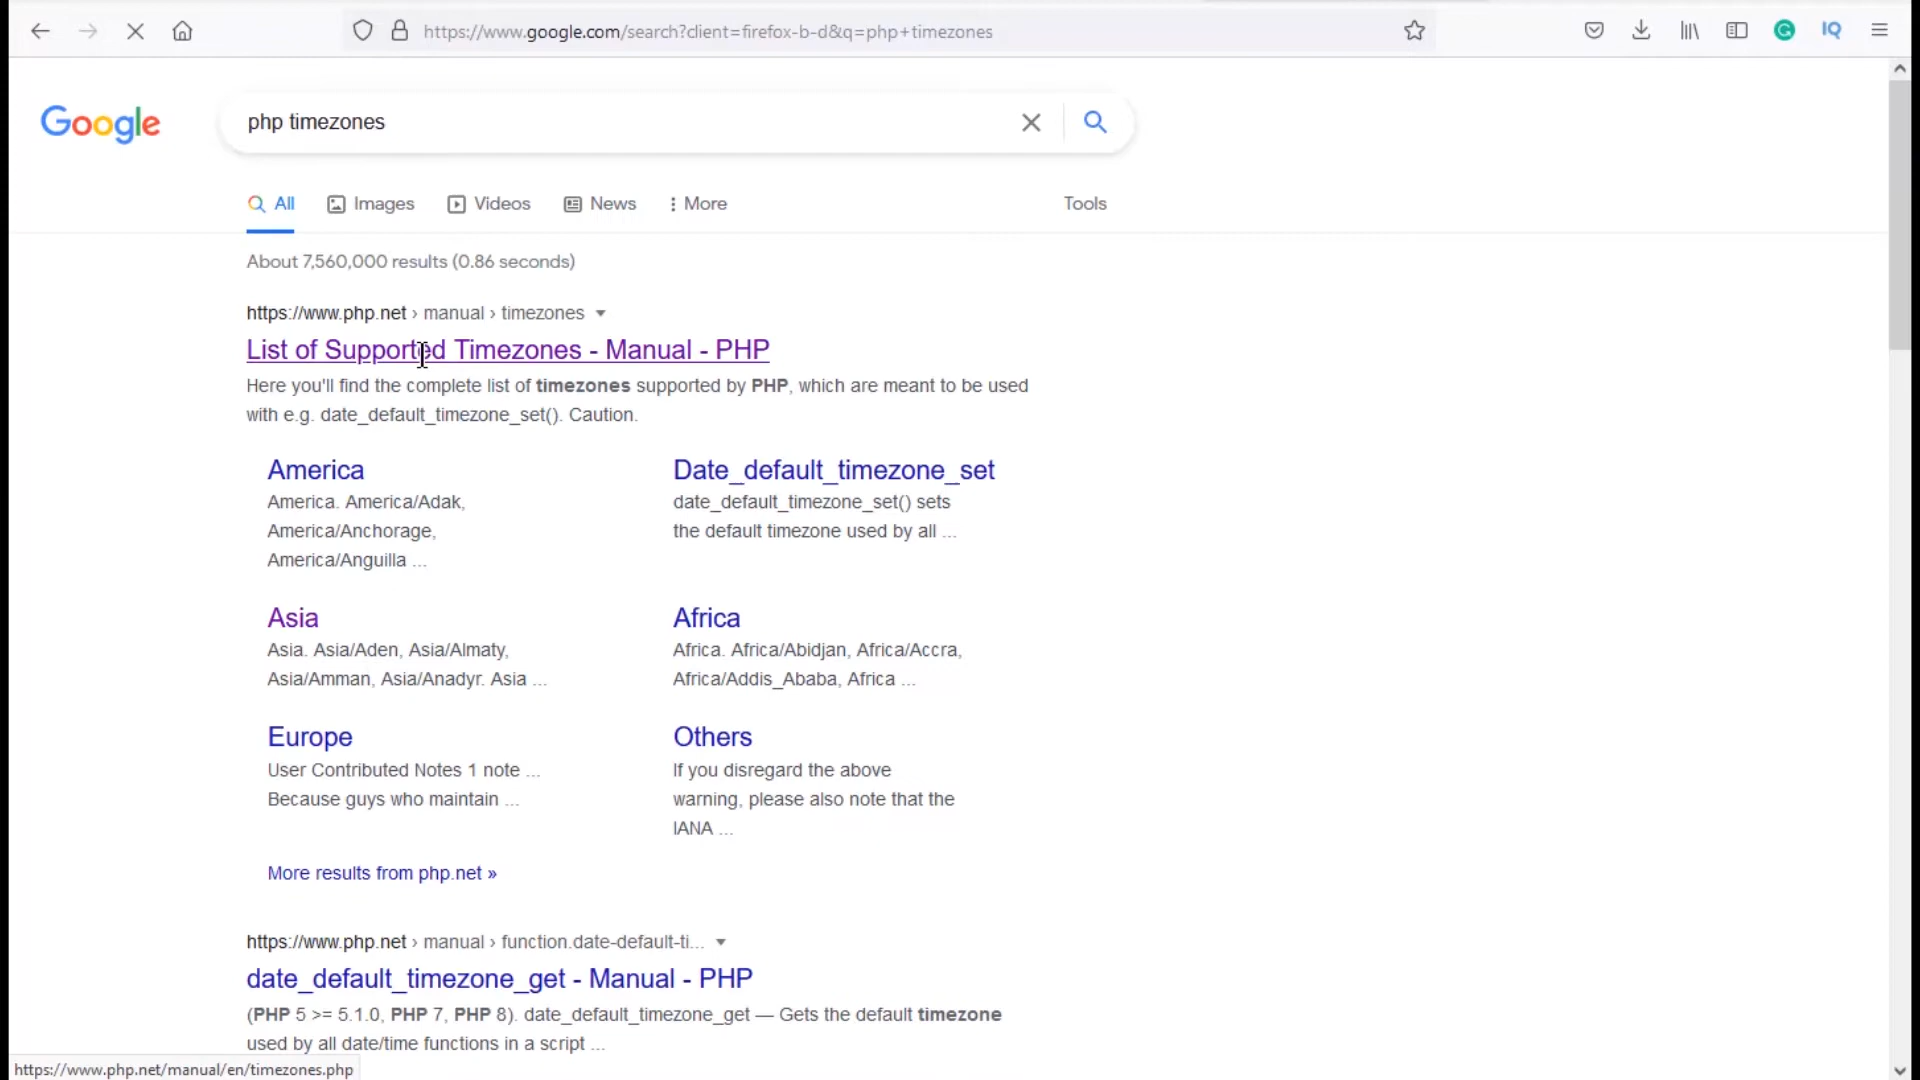 https://www.google.com/search?client=firefox-b-d&q=php+timezones
Google
php timezones
All Images Videos News More Tools
About 7,560,000 results (0.86 seconds)
https://www.php.net › manual › timezones
List of Supported Timezones - Manual - PHP
Here you'll find the complete list of timezones supported by PHP, which are meant to be used
with e.g. date_default_timezone_set(). Caution.
America
America. America/Adak,
America/Anchorage,
America/Anguilla ...
Date_default_timezone_set
date_default_timezone_set() sets
the default timezone used by all ...
Asia
Asia. Asia/Aden, Asia/Almaty,
Asia/Amman, Asia/Anadyr. Asia ...
Africa
Africa. Africa/Abidjan, Africa/Accra,
Africa/Addis_Ababa, Africa ...
Europe
User Contributed Notes 1 note ...
Because guys who maintain ...
Others
If you disregard the above
warning, please also note that the
IANA ...
More results from php.net »
https://www.php.net › manual › function.date-default-ti...
date_default_timezone_get - Manual - PHP
(PHP 5 >= 5.1.0, PHP 7, PHP 8). date_default_timezone_get — Gets the default timezone
used by all date/time functions in a script ...
https://www.php.net/manual/en/timezones.php
IQ